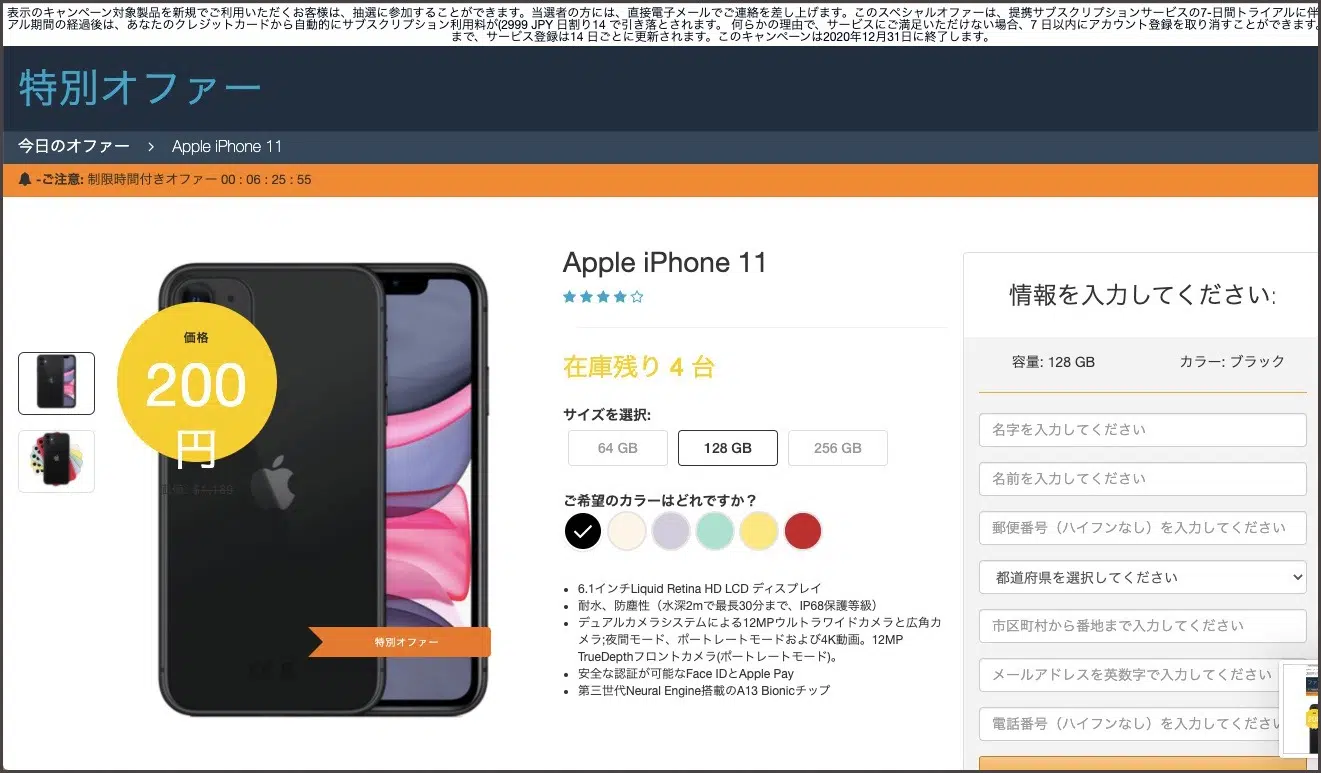 表示のキャンペーン対象製品を新規でご利用いただくお客様は、抽選に参加することができます。当選者の方には、直接電子メールでご連絡を差し上げます。このスペシャルオファーは、提携サブスクリプションサービスの7-日間トライアルに伴
アル期間の経過後は、あなたのクレジットカードから自動的にサブスクリプション利用料が(2999 JPY 日割り14 で引き落とされます。 何らかの理由で、サービスにご満足いただけない場合、7 日以内にアカウント登録を取り消すことができます。
まで、サービス登録は14 日ごとに更新されます。このキャンペーンは2020年12月31日に終了します。
特別オファー
今日のオファー > Apple iPhone 11
-ご注意: 制限時間付きオファー 00 : 06 : 25 : 55
価格
200
円
$1,189
特別オファー
Apple iPhone 11
在庫残り 4 台
サイズを選択:
64 GB 128 GB 256 GB
ご希望のカラーはどれですか？
6.1インチLiquid Retina HD LCD ディスプレイ
耐水、防塵性（水深2mで最長30分まで、IP68保護等級）
デュアルカメラシステムによる12MPウルトラワイドカメラと広角カ
メラ;夜間モード、ポートレートモードおよび4K動画。12MP
TrueDepthフロントカメラ(ポートレートモード)。
安全な認証が可能なFace IDとApple Pay
第三世代Neural Engine搭載のA13 Bionicチップ
情報を入力してください:
容量: 128 GB カラー: ブラック
名字を入力してください
名前を入力してください
郵便番号（ハイフンなし）を入力してください
都道府県を選択してください
市区町村から番地まで入力してください
メールアドレスを英数字で入力してください
電話番号（ハイフンなし）を入力してくださ